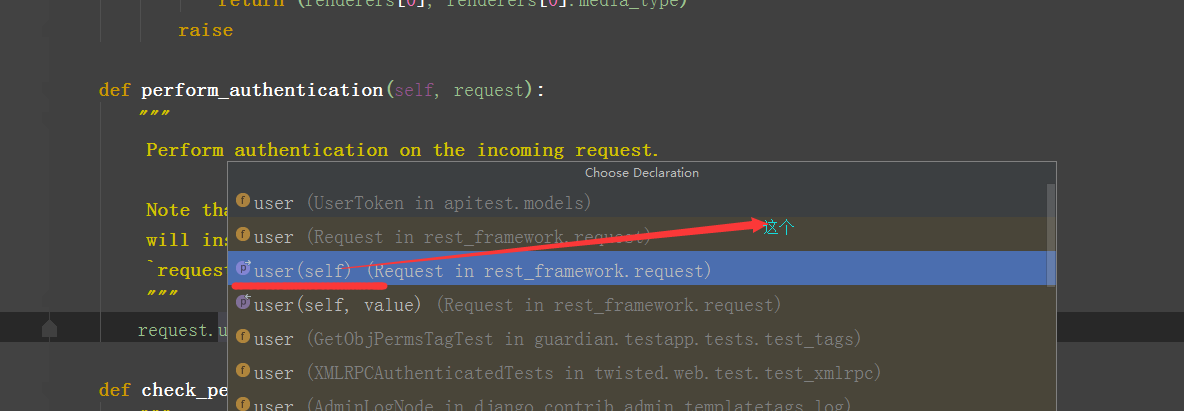 return (renderers[0], renderers[0].media_type)
raise
def perform_authentication(self, request):
"""
Perform authentication on the incoming request.
Choose Declaration
user (UserToken in apitest.models)
Note tha
user (Request in rest_framework.request)
这个
will ins
`request
user(self) (Request in rest_framework.request)
"""
user(self, value) (Request in rest_framework.request)
request.u
user (GetObjPermsTagTest in guardian.testapp.tests.test_tags)
user (XMLRPCAuthenticatedTests in twisted.web.test.test_xmlrpc)
def check_pe
user (AdminLogNode in django.contrib.admin.templatetags.log)
"""